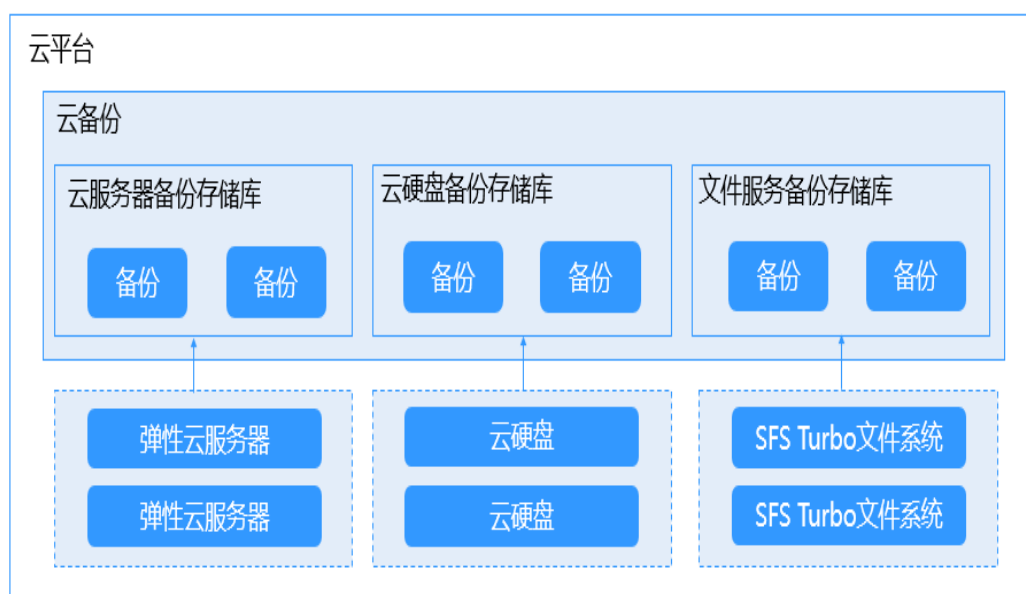 云平台
云备份
云服务器备份存储库
云硬盘备份存储库
文件服务备份存储库
备份
备份
备份
备份
备份
备份
弹性云服务器
云硬盘
SFS Turbo文件系统
弹性云服务器
云硬盘
SFS Turbo文件系统